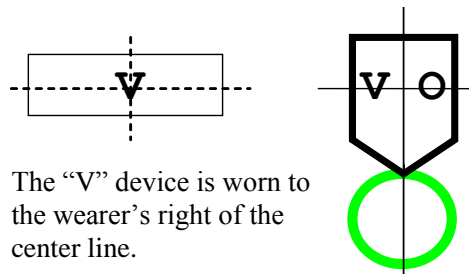 V
V O
The “V” device is worn to
the wearer’s right of the
center line.